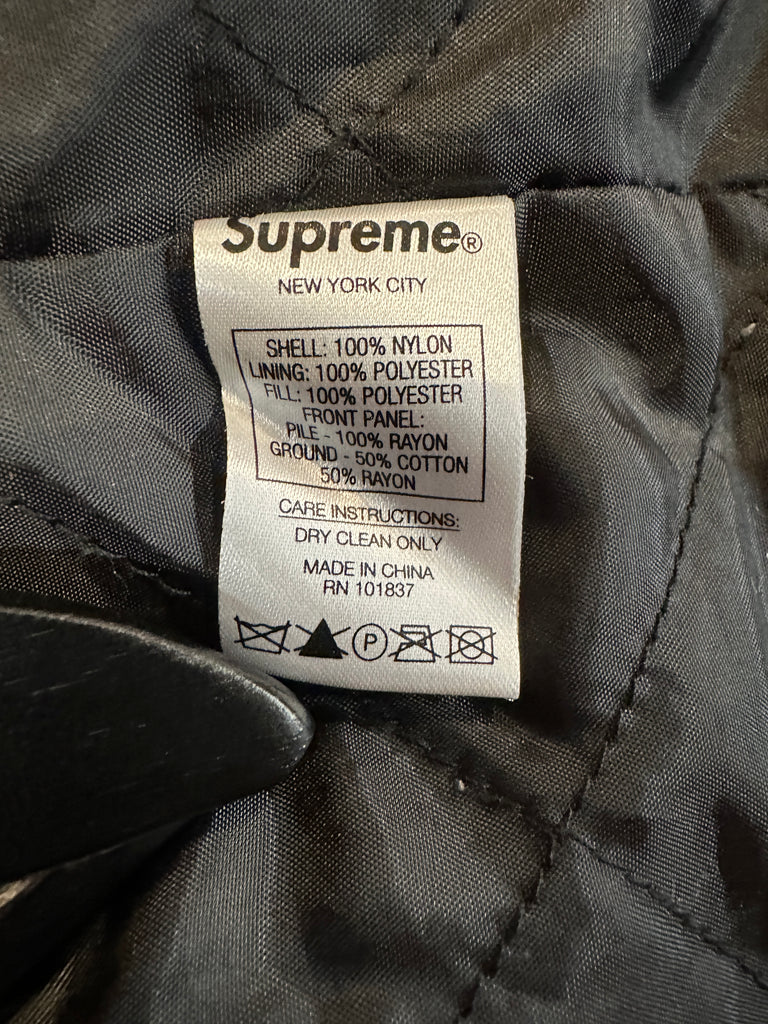 Supreme®
NEW YORK CITY
SHELL: 100% NYLON
LINING: 100% POLYESTER
FILL: 100% POLYESTER
FRONT PANEL:
PILE - 100% RAYON
GROUND - 50% COTTON
50% RAYON
CARE INSTRUCTIONS:
DRY CLEAN ONLY
MADE IN CHINA
RN 101837
P